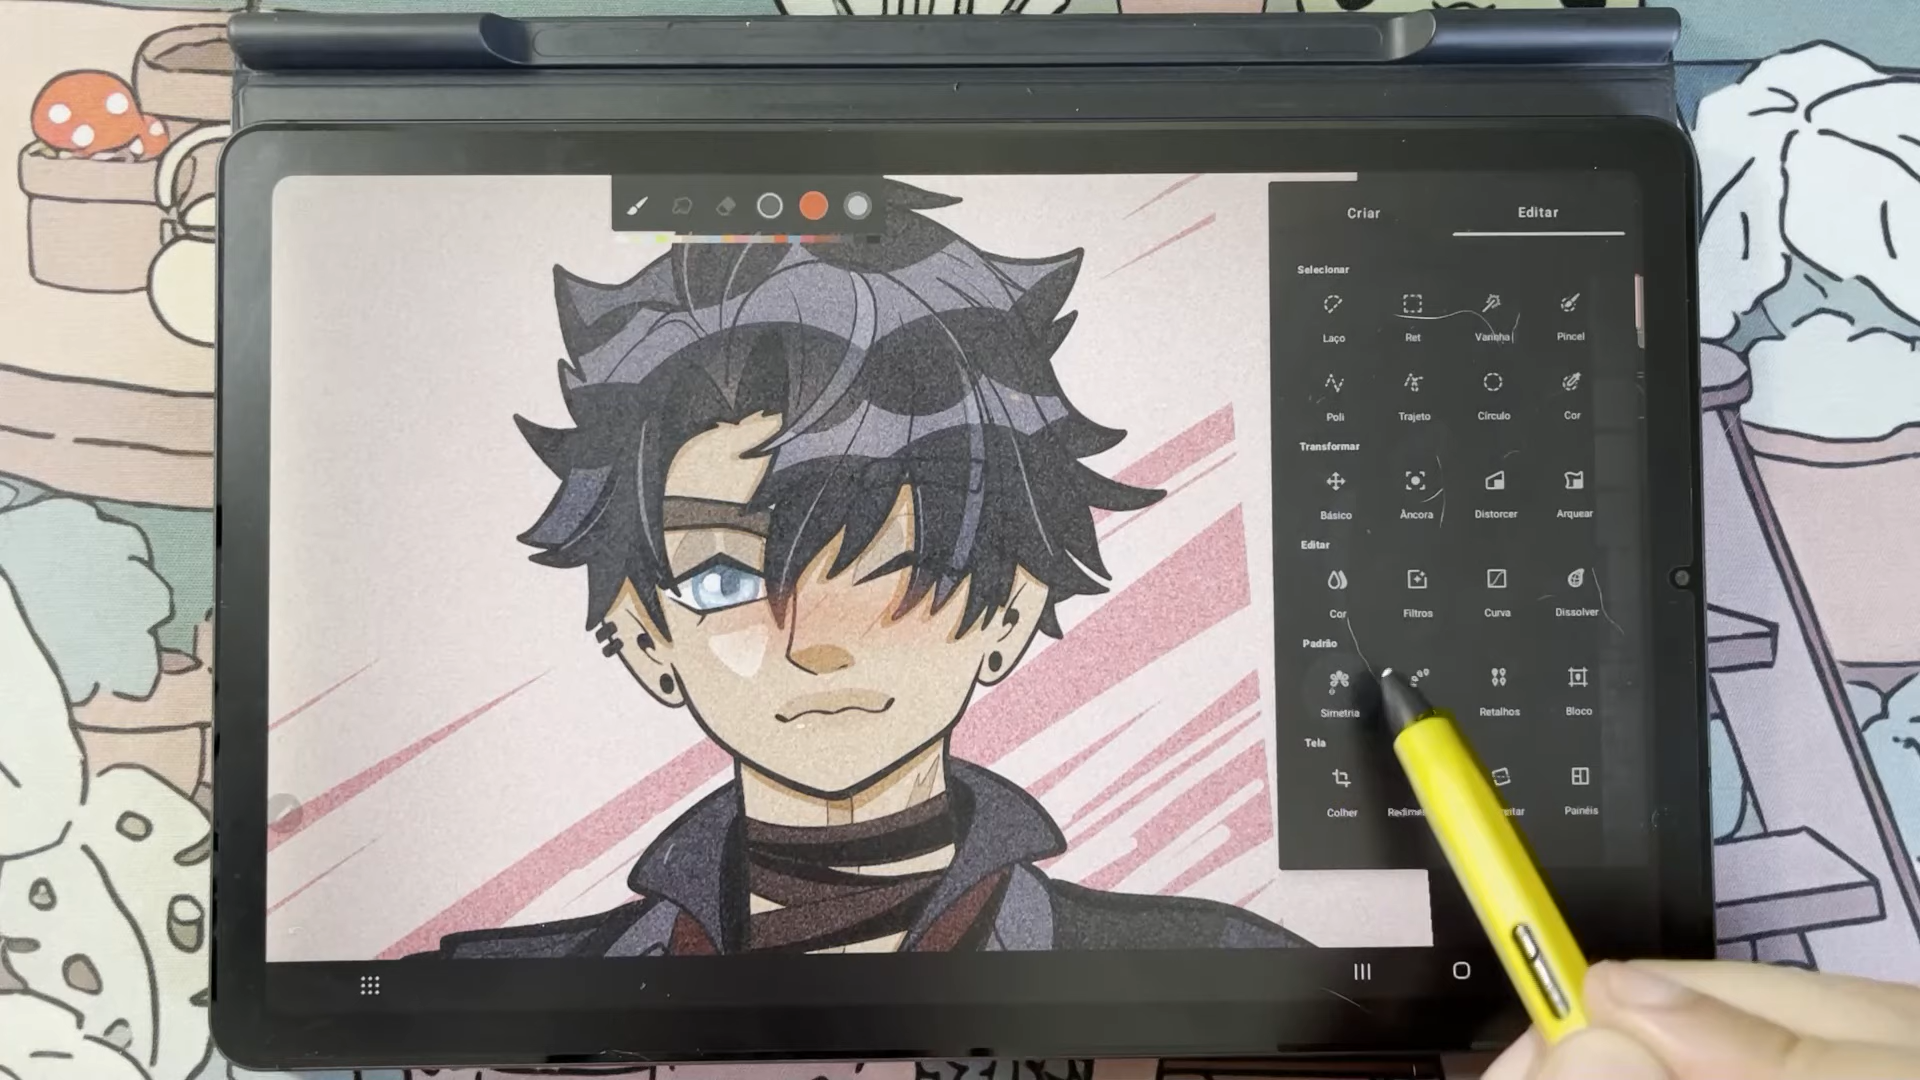 Criar Editar
Selecionar
Laço Ret Varinha Pincel
Poli Trajeto Círculo Cor
Transformar
Básico Âncora Distorcer Arquear
Editar
Cor Filtros Curva Dissolver
Padrão
Simetria Retalhos Bloco
Tela
Colher Painéis